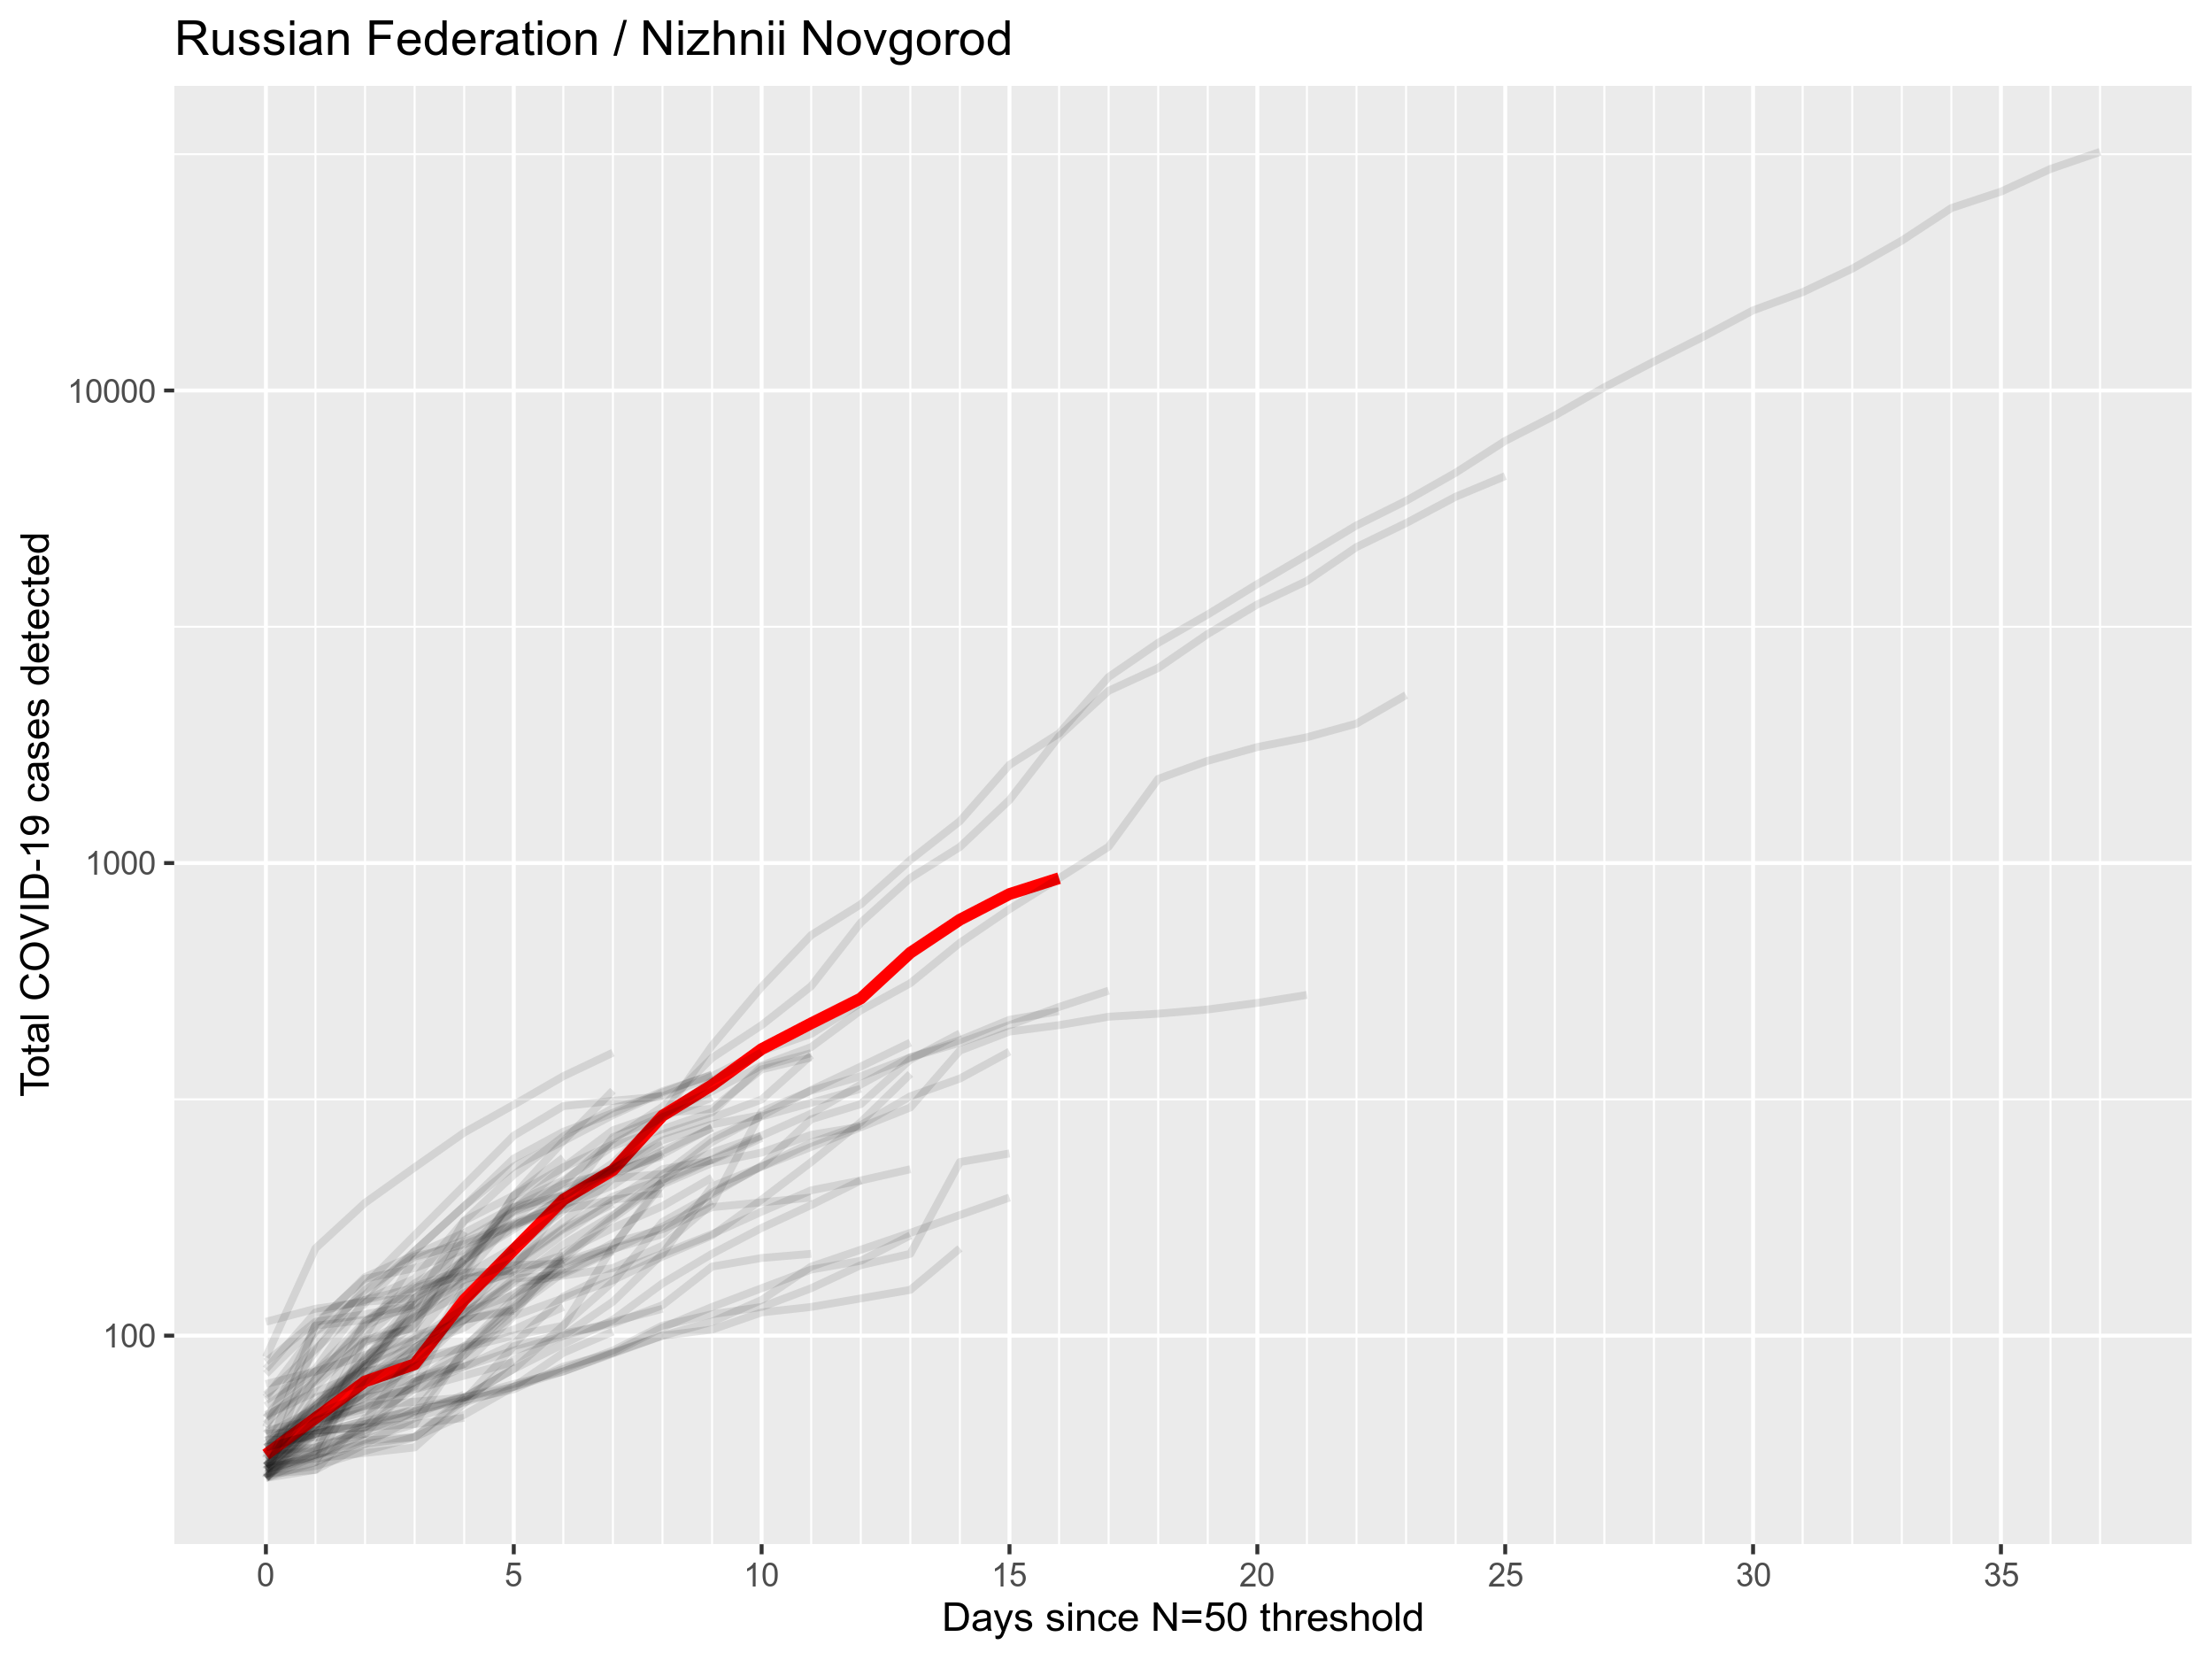 Russian Federation / Nizhnii Novgorod
Total COVID-19 cases detected
10000
1000
100
0 5 10 15 20 25 30 35
Days since N=50 threshold